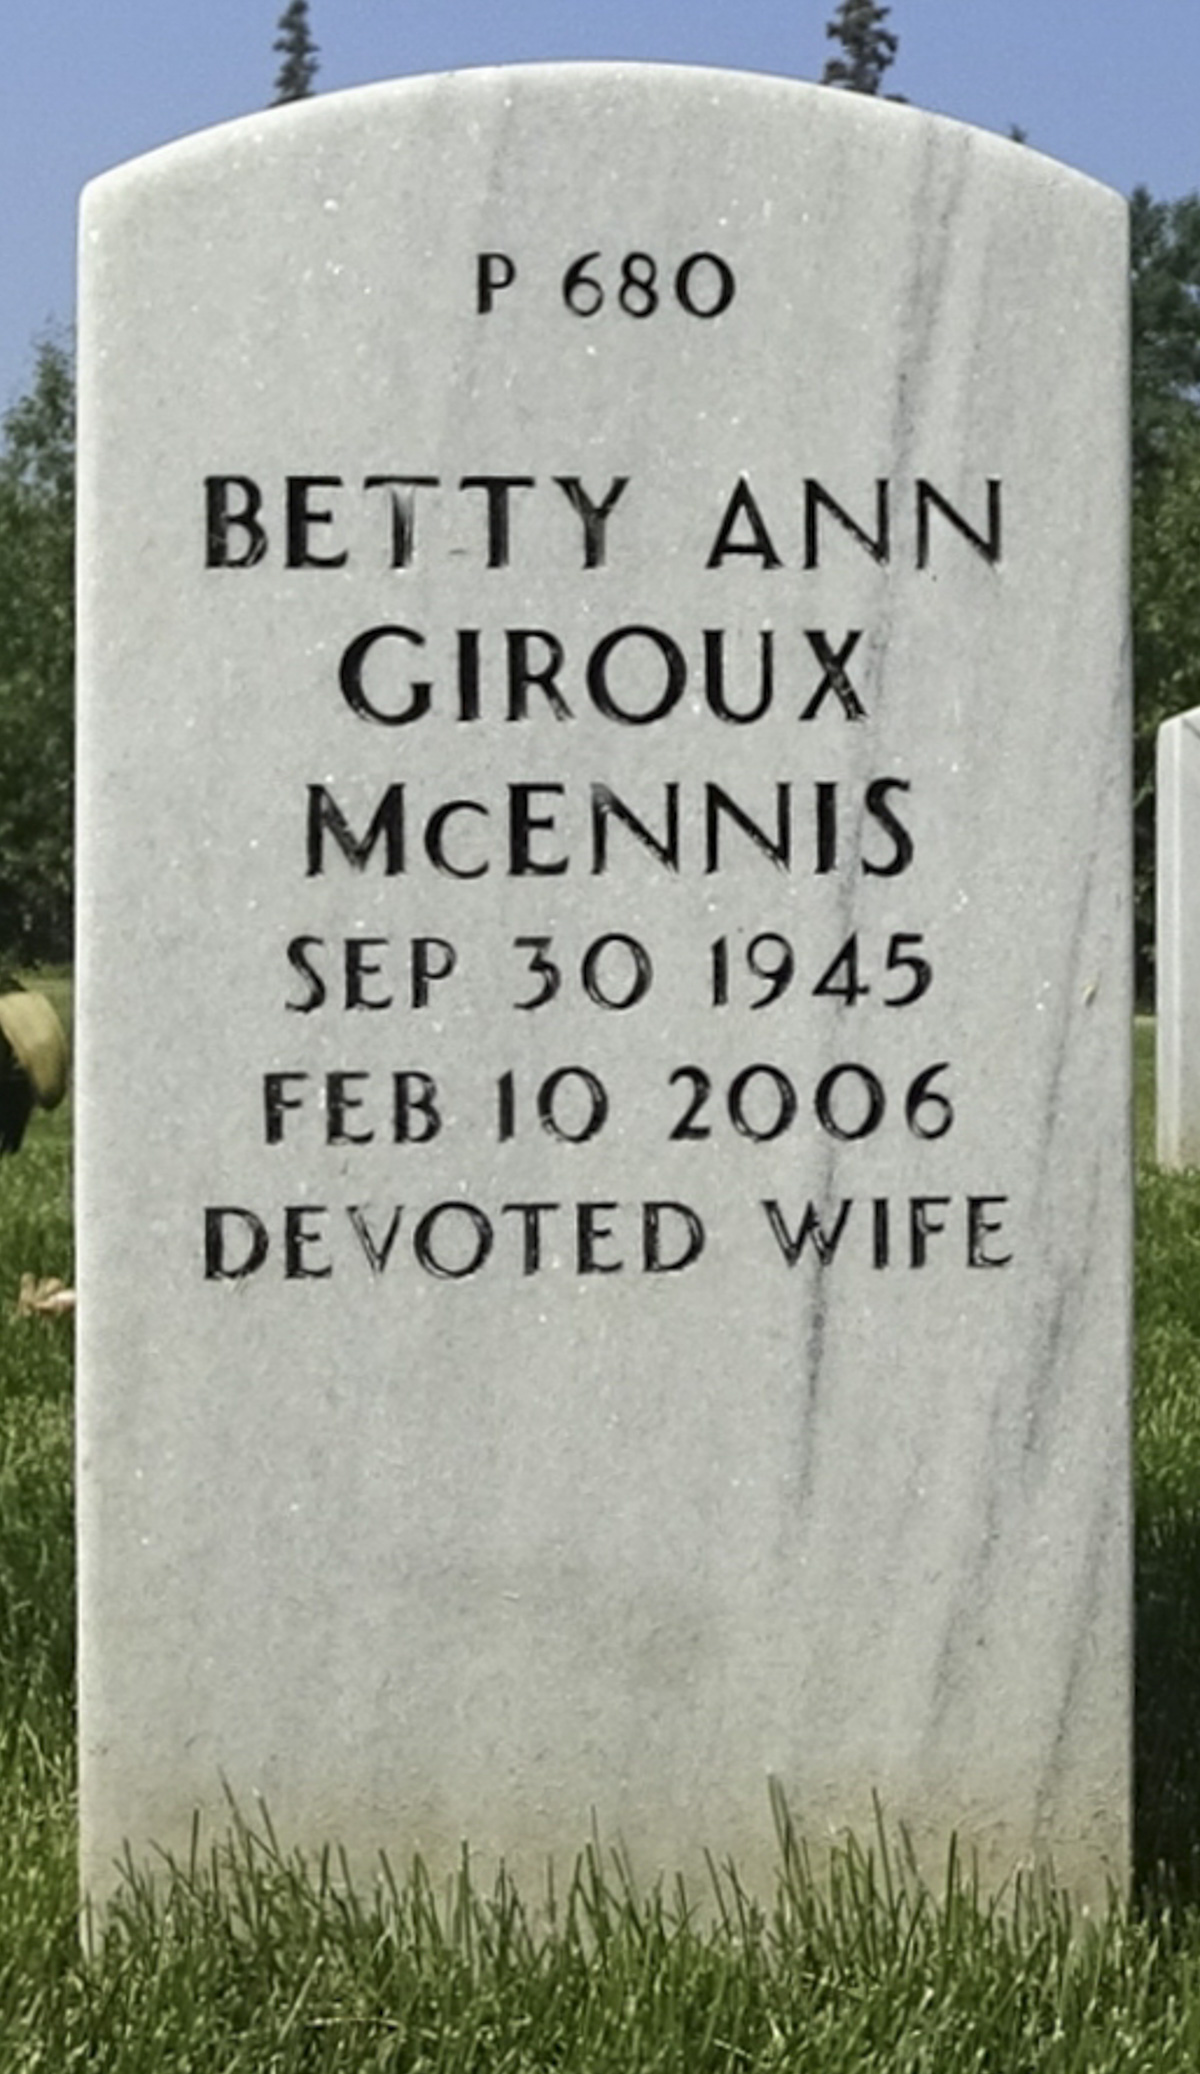 P 680
BETTY ANN
GIROUX
McENNIS
SEP 30 1945
FEB 10 2006
DEVOTED WIFE